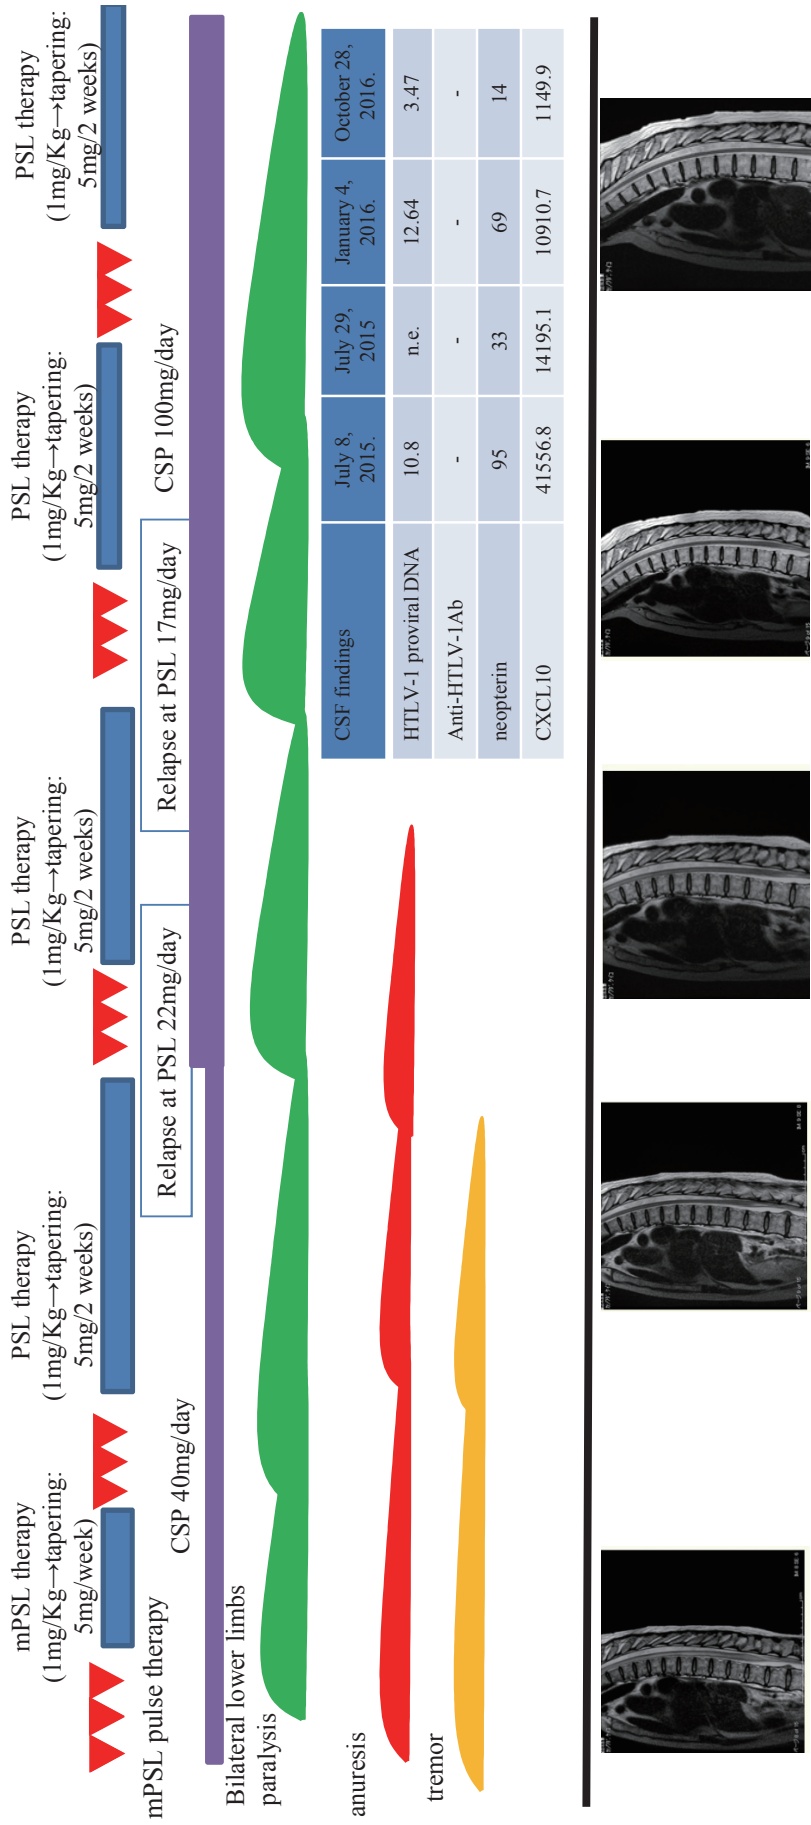 mPSL therapy
(1mg/Kg→tapering:
5mg/week)
PSL therapy
(1mg/Kg→tapering:
5mg/2 weeks)
PSL therapy
(1mg/Kg→tapering:
5mg/2 weeks)
PSL therapy
(1mg/Kg→tapering:
5mg/2 weeks)
PSL therapy
(1mg/Kg→tapering:
5mg/2 weeks)
mPSL pulse therapy
Relapse at PSL 22mg/day
Relapse at PSL 17mg/day
CSP 40mg/day
CSP 100mg/day
Bilateral lower limbs
paralysis
anuresis
tremor
CSF findings July 8, 2015. July 29, 2015 January 4, 2016. October 28, 2016.
HTLV-1 proviral DNA 10.8 n.e. 12.64 3.47
Anti-HTLV-1Ab - - - -
neopterin 95 33 69 14
CXCL10 41556.8 14195.1 10910.7 1149.9